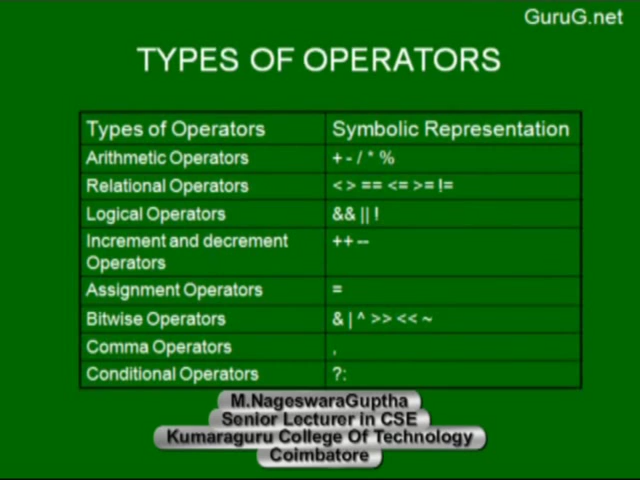 GuruG.net
TYPES OF OPERATORS
Types of Operators Symbolic Representation
Arithmetic Operators + - / * %
Relational Operators < > == <= >= !=
Logical Operators && || !
Increment and decrement ++ --
Operators
Assignment Operators =
Bitwise Operators & | ^ >> << ~
Comma Operators ,
Conditional Operators ?:
M.NageswaraGuptha
Senior Lecturer in CSE
Kumaraguru College Of Technology
Coimbatore